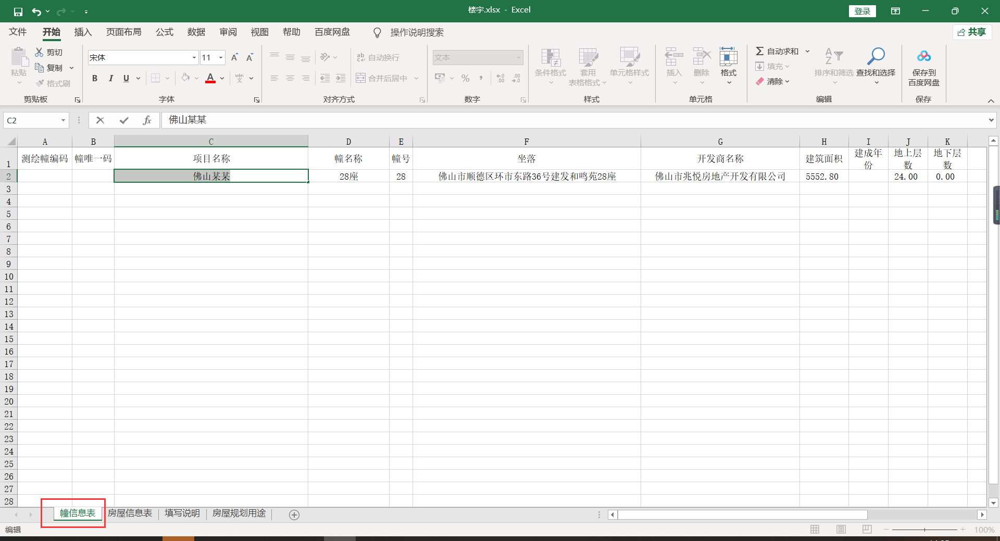 楼宇.xlsx - Excel
登录
文件 开始 插入 页面布局 公式 数据 审阅 视图 帮助 百度网盘 操作说明搜索
共享
粘贴
剪切
复制
格式刷
剪贴板
宋体 11
B I U A wén 文
字体
ab 自动换行
合并后居中
对齐方式
文本
%
数字
条件格式
套用
表格格式
单元格样式
样式
插入 删除 格式
单元格
自动求和
填充
清除
排序和筛选
查找和选择
编辑
保存到
百度网盘
保存
C2 fx 佛山某某
A B C D E F G H I J K
1 测绘幢编码 幢唯一码 项目名称 幢名称 幢号 坐落 开发商名称 建筑面积 建成年份 地上层数 地下层数
2 佛山某某 28座 28 佛山市顺德区环市东路36号建发和鸣苑28座 佛山市兆悦房地产开发有限公司 5552.80 24.00 0.00
3
4
5
6
7
8
9
10
11
12
13
14
15
16
17
18
19
20
21
22
23
24
25
26
27
28
幢信息表 房屋信息表 填写说明 房屋规划用途
编辑
100%